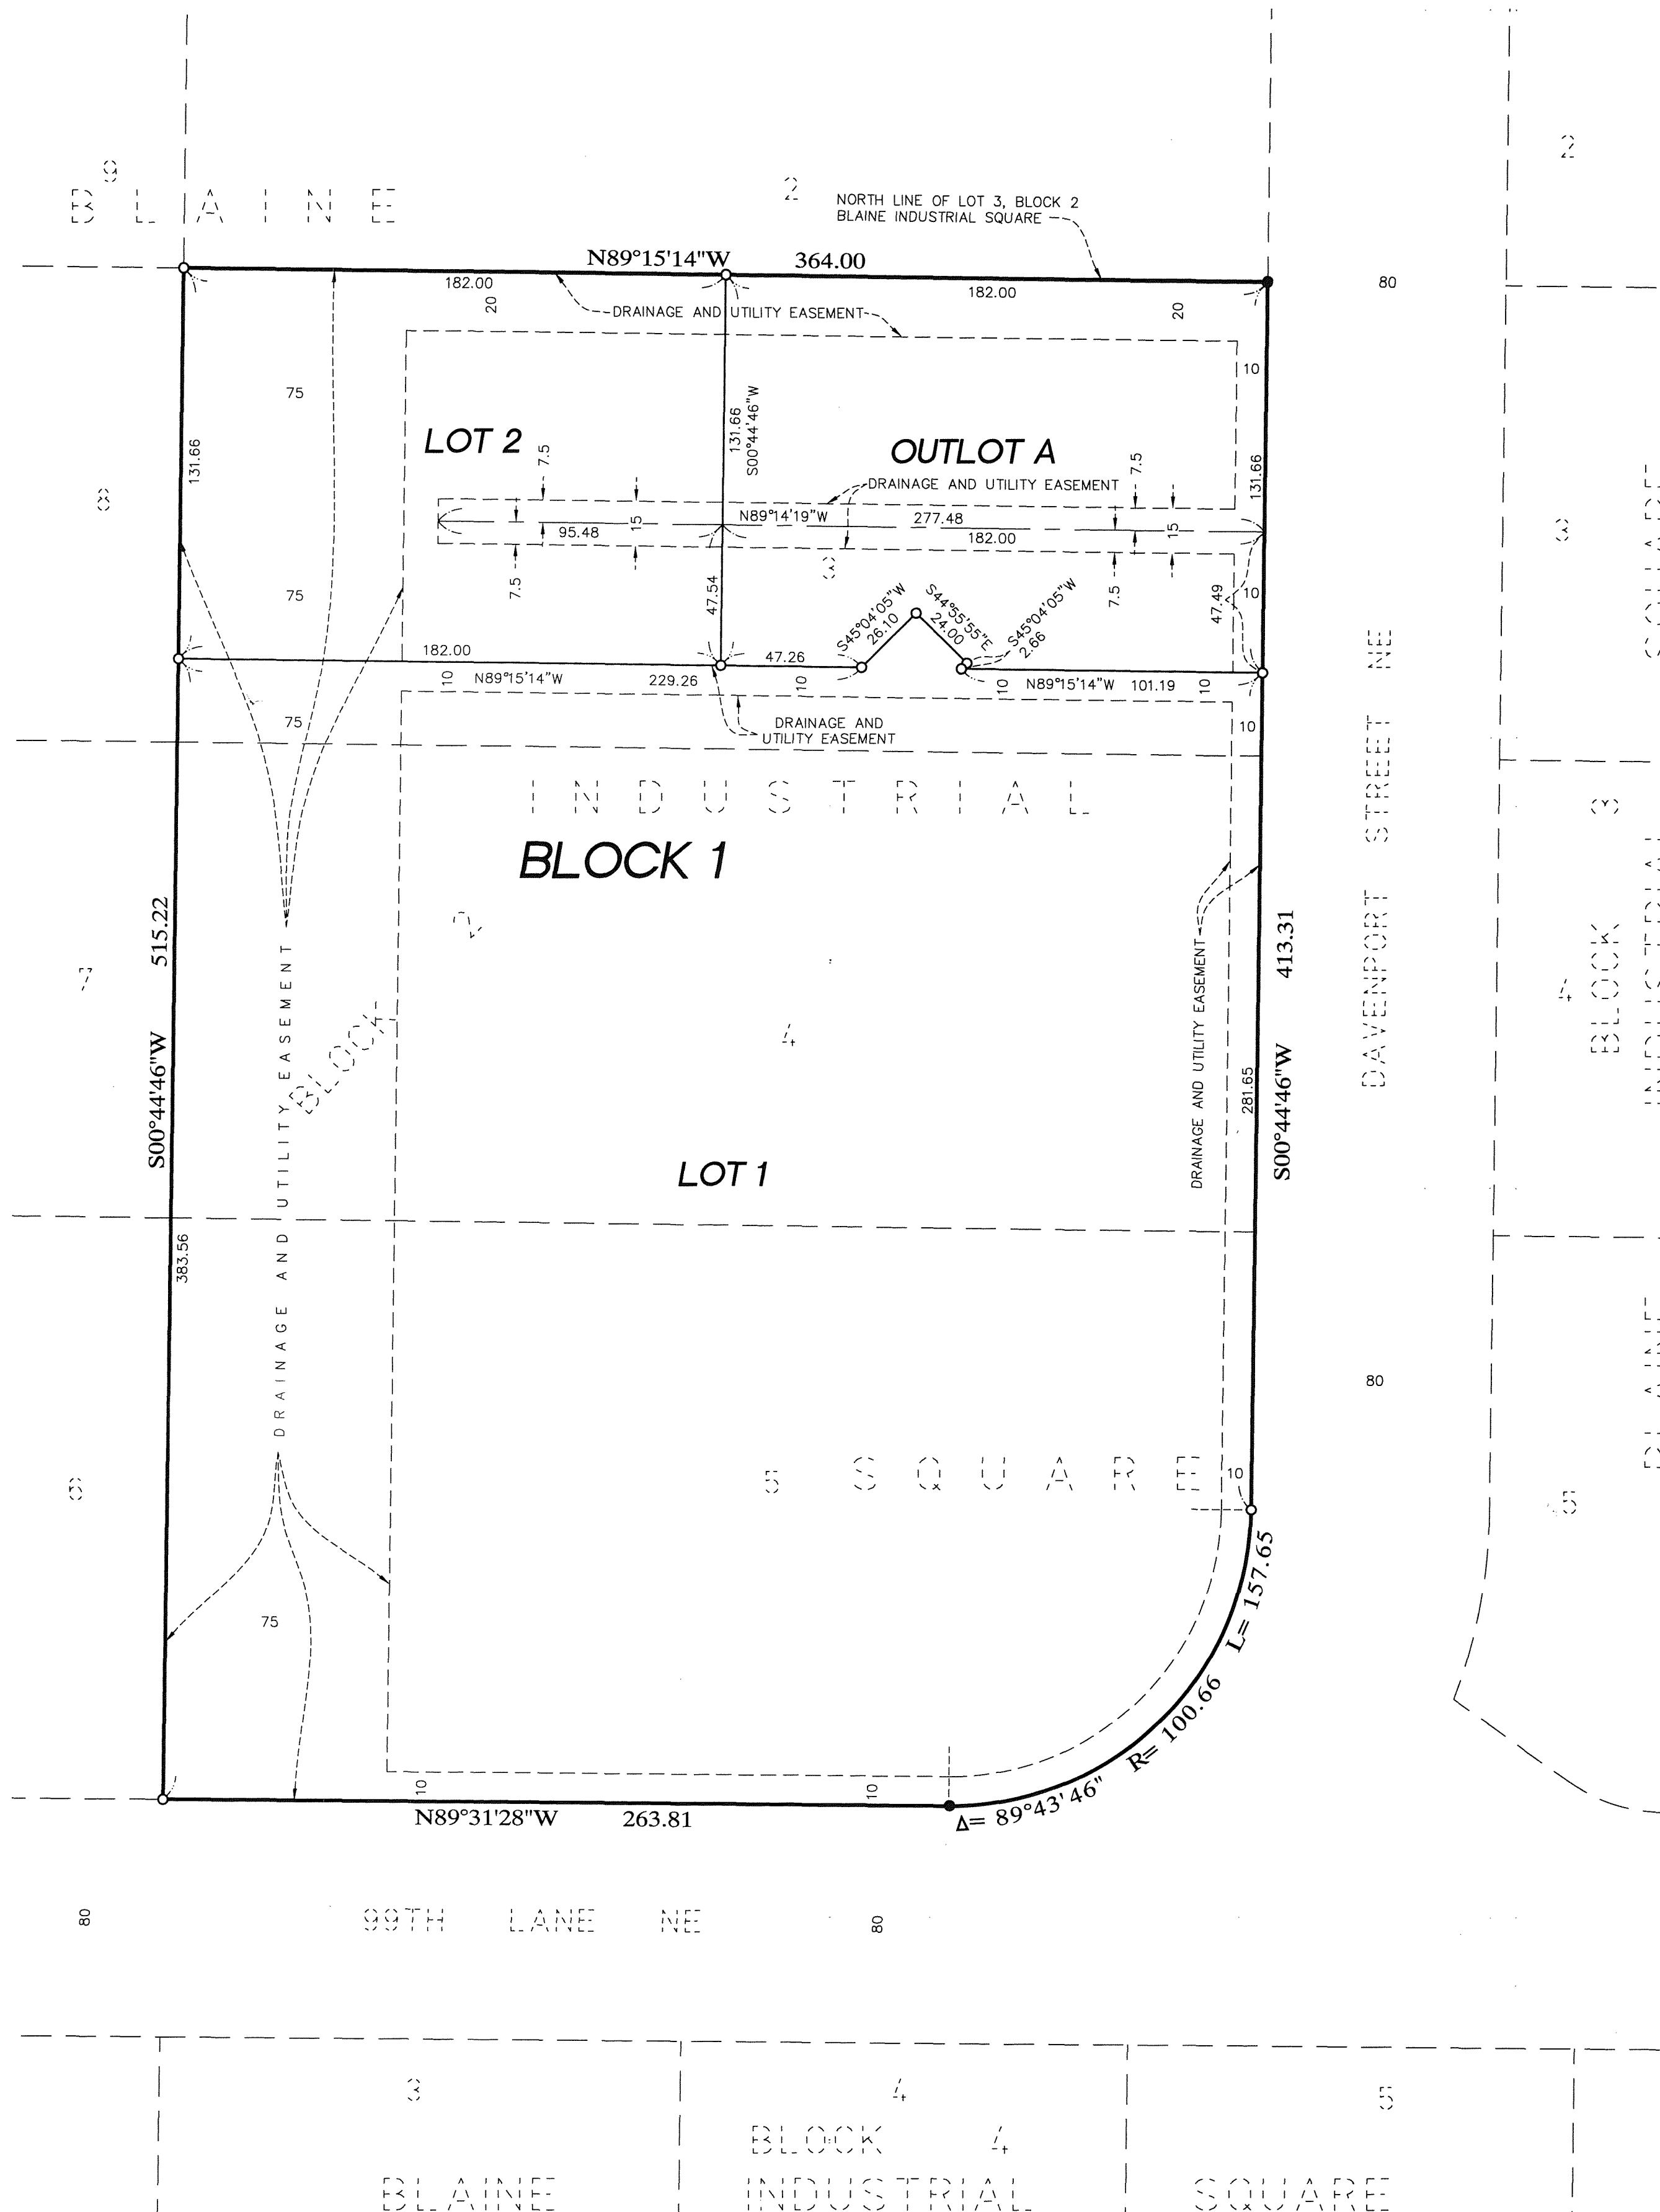 9
B L A I N E
2
2
NORTH LINE OF LOT 3, BLOCK 2
BLAINE INDUSTRIAL SQUARE
N89°15'14"W 364.00
182.00
182.00
20
20
80
DRAINAGE AND UTILITY EASEMENT
10
75
131.66
S00°44'46"W
LOT 2
OUTLOT A
131.66
131.66
7.5
7.5
DRAINAGE AND UTILITY EASEMENT
8
3
SQUARE
N89°14'19"W 277.48
95.48
15
15
182.00
3
7.5
7.5
75
47.54
S45°04'05"W
26.10
S44°55'55"E
24.00
S45°04'05"W
2.66
47.49
10
182.00
47.26
10
N89°15'14"W
229.26
10
10
N89°15'14"W 101.19
10
75
DRAINAGE AND
UTILITY EASEMENT
10
I N D U S T R I A L
BLOCK 1
DAVENPORT STREET NE
BLOCK 3
INDUSTRIAL
2
BLOCK
515.22
S00°44'46"W
413.31
S00°44'46"W
7
4
4
DRAINAGE AND UTILITY EASEMENT
DRAINAGE AND UTILITY EASEMENT
281.65
LOT 1
383.56
80
BLAINE
6
5
S Q U A R E
10
5
75
L= 157.65
R= 100.66
Δ= 89°43'46"
10
10
N89°31'28"W 263.81
80
99TH LANE NE
80
3
4
5
BLOCK 4
BLAINE INDUSTRIAL SQUARE